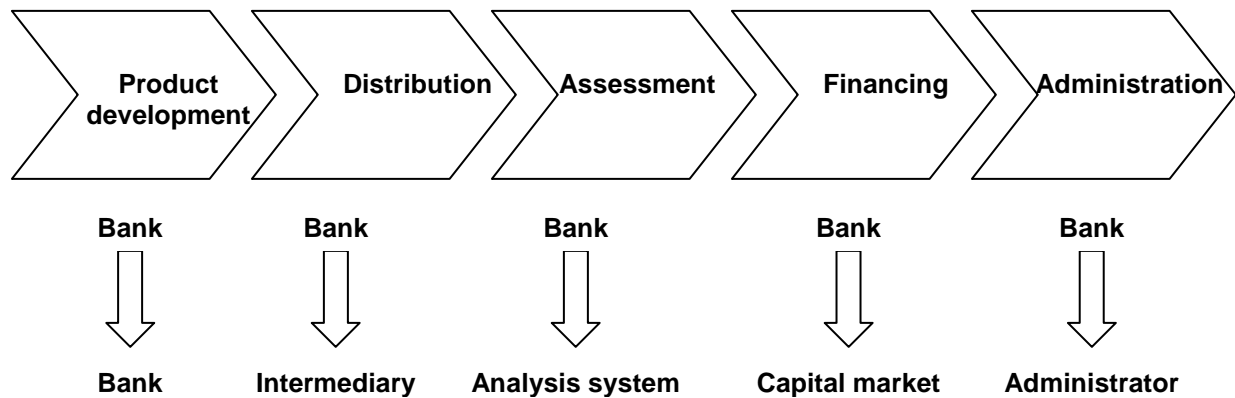 Product
development
Distribution
Assessment
Financing
Administration
Bank
Bank
Bank
Bank
Bank
Bank
Intermediary
Analysis system
Capital market
Administrator